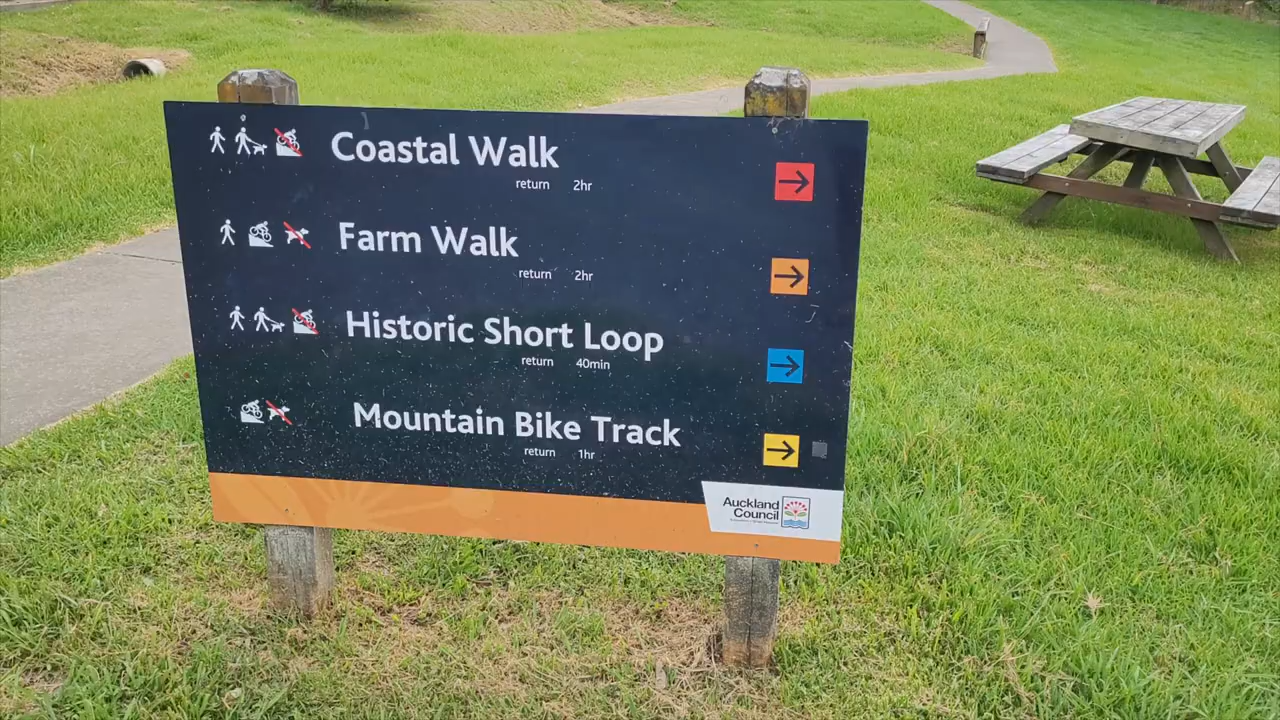 Coastal Walk
return 2hr
Farm Walk
return 2hr
Historic Short Loop
return 40min
Mountain Bike Track
return 1hr
Auckland
Council